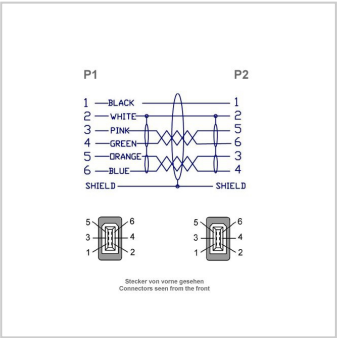 P1 P2
1 BLACK 1
2 WHITE 2
3 PINK 5
4 GREEN 6
5 ORANGE 3
6 BLUE 4
SHIELD SHIELD
5 6 5 6
3 4 3 4
1 2 1 2
Stecker von vorne gesehen
Connectors seen from the front